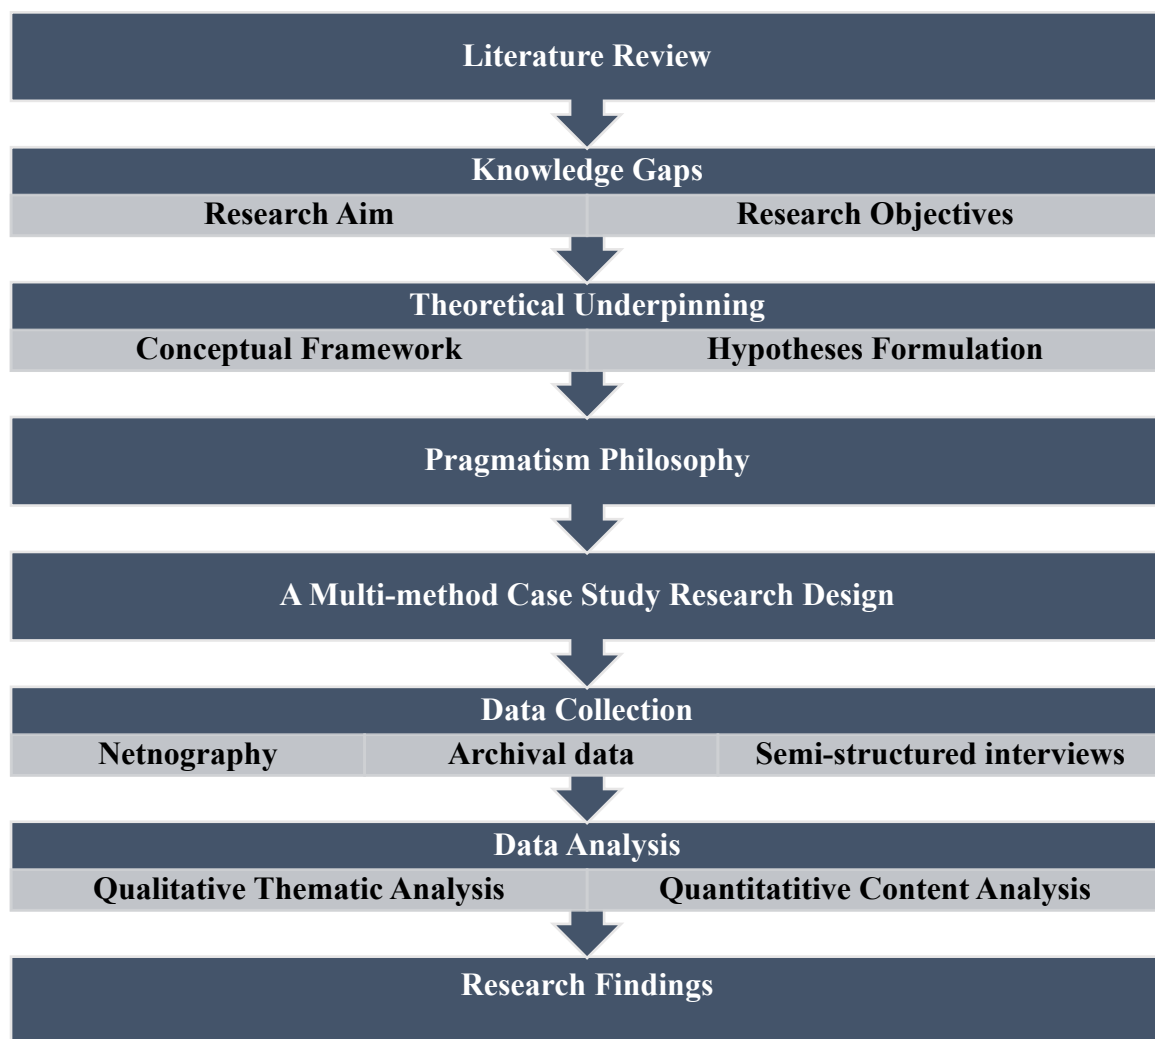 Literature Review
Knowledge Gaps
Research Aim
Research Objectives
Theoretical Underpinning
Conceptual Framework
Hypotheses Formulation
Pragmatism Philosophy
A Multi-method Case Study Research Design
Data Collection
Netnography
Archival data
Semi-structured interviews
Data Analysis
Qualitative Thematic Analysis
Quantitatitive Content Analysis
Research Findings